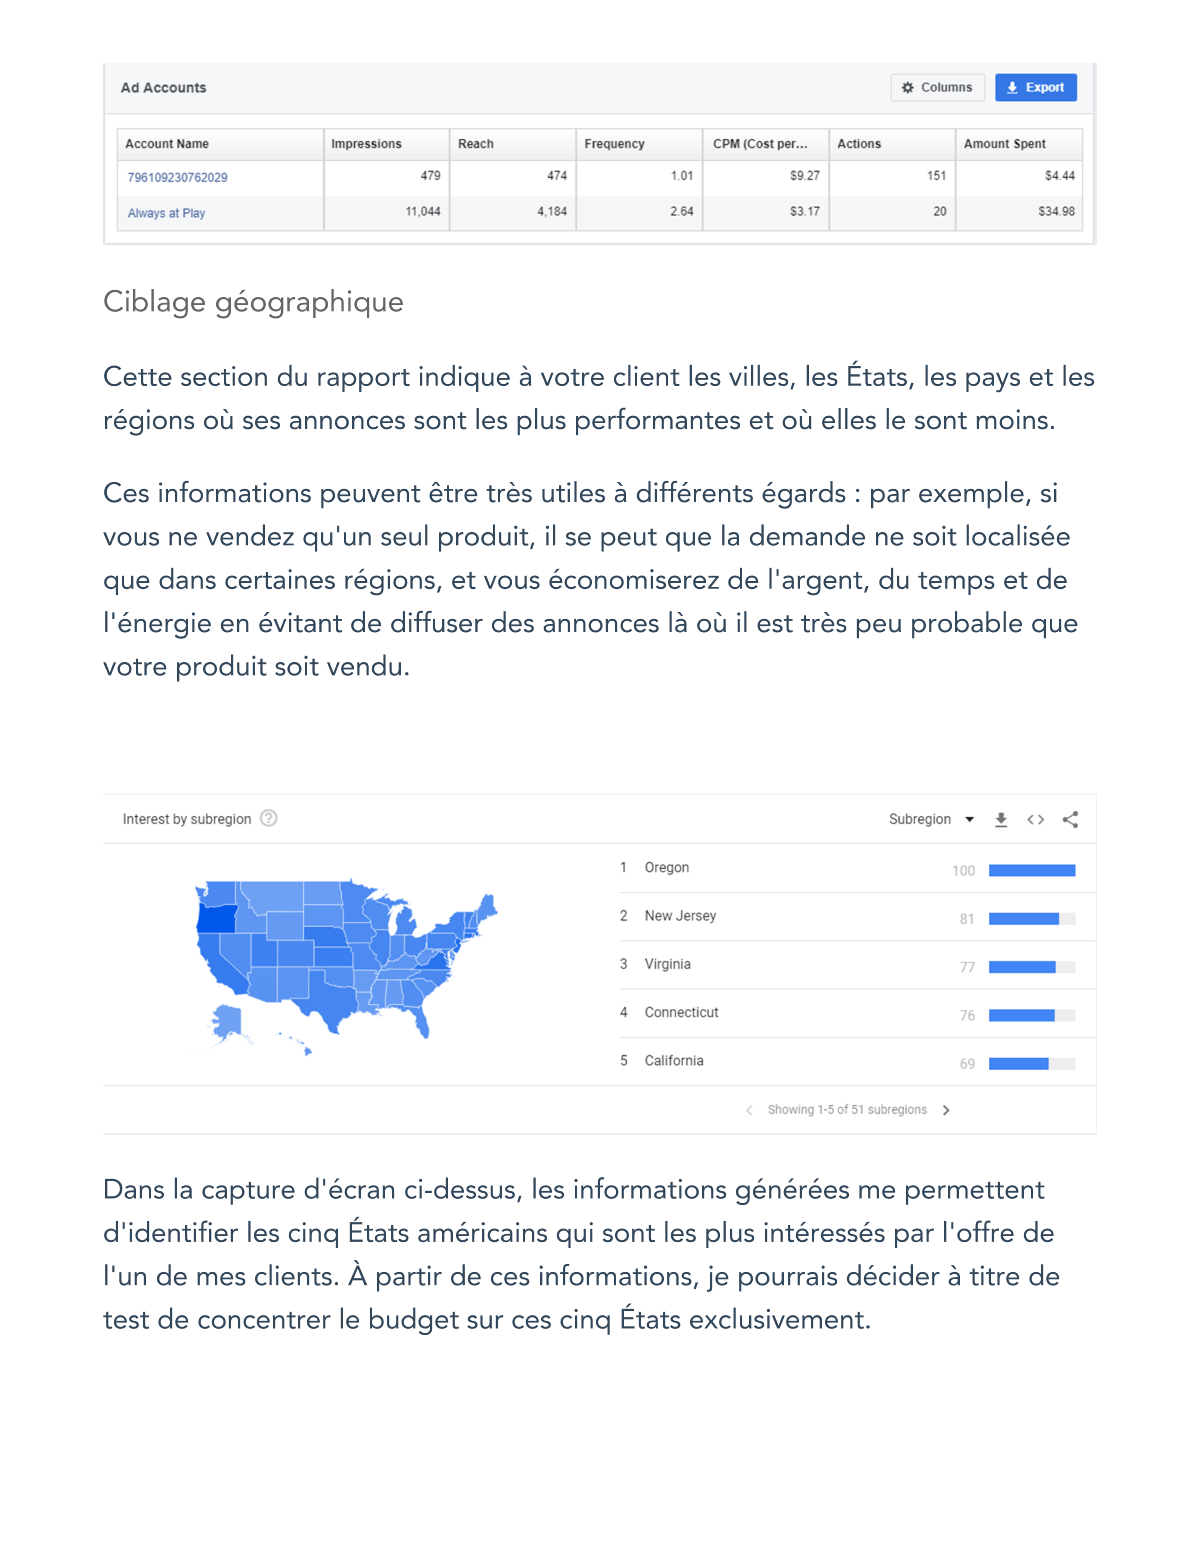 Ad Accounts Columns Export
Account Name Impressions Reach Frequency CPM (Cost per... Actions Amount Spent
796109230762029 479 474 1.01 $9.27 151 $4.44
Always at Play 11,044 4,184 2.64 $3.17 20 $34.98
Ciblage géographique
Cette section du rapport indique à votre client les villes, les États, les pays et les
régions où ses annonces sont les plus performantes et où elles le sont moins.
Ces informations peuvent être très utiles à différents égards : par exemple, si
vous ne vendez qu'un seul produit, il se peut que la demande ne soit localisée
que dans certaines régions, et vous économiserez de l'argent, du temps et de
l'énergie en évitant de diffuser des annonces là où il est très peu probable que
votre produit soit vendu.
Interest by subregion ? Subregion
1 Oregon 100
2 New Jersey 81
3 Virginia 77
4 Connecticut 76
5 California 69
Showing 1-5 of 51 subregions
Dans la capture d'écran ci-dessus, les informations générées me permettent
d'identifier les cinq États américains qui sont les plus intéressés par l'offre de
l'un de mes clients. À partir de ces informations, je pourrais décider à titre de
test de concentrer le budget sur ces cinq États exclusivement.